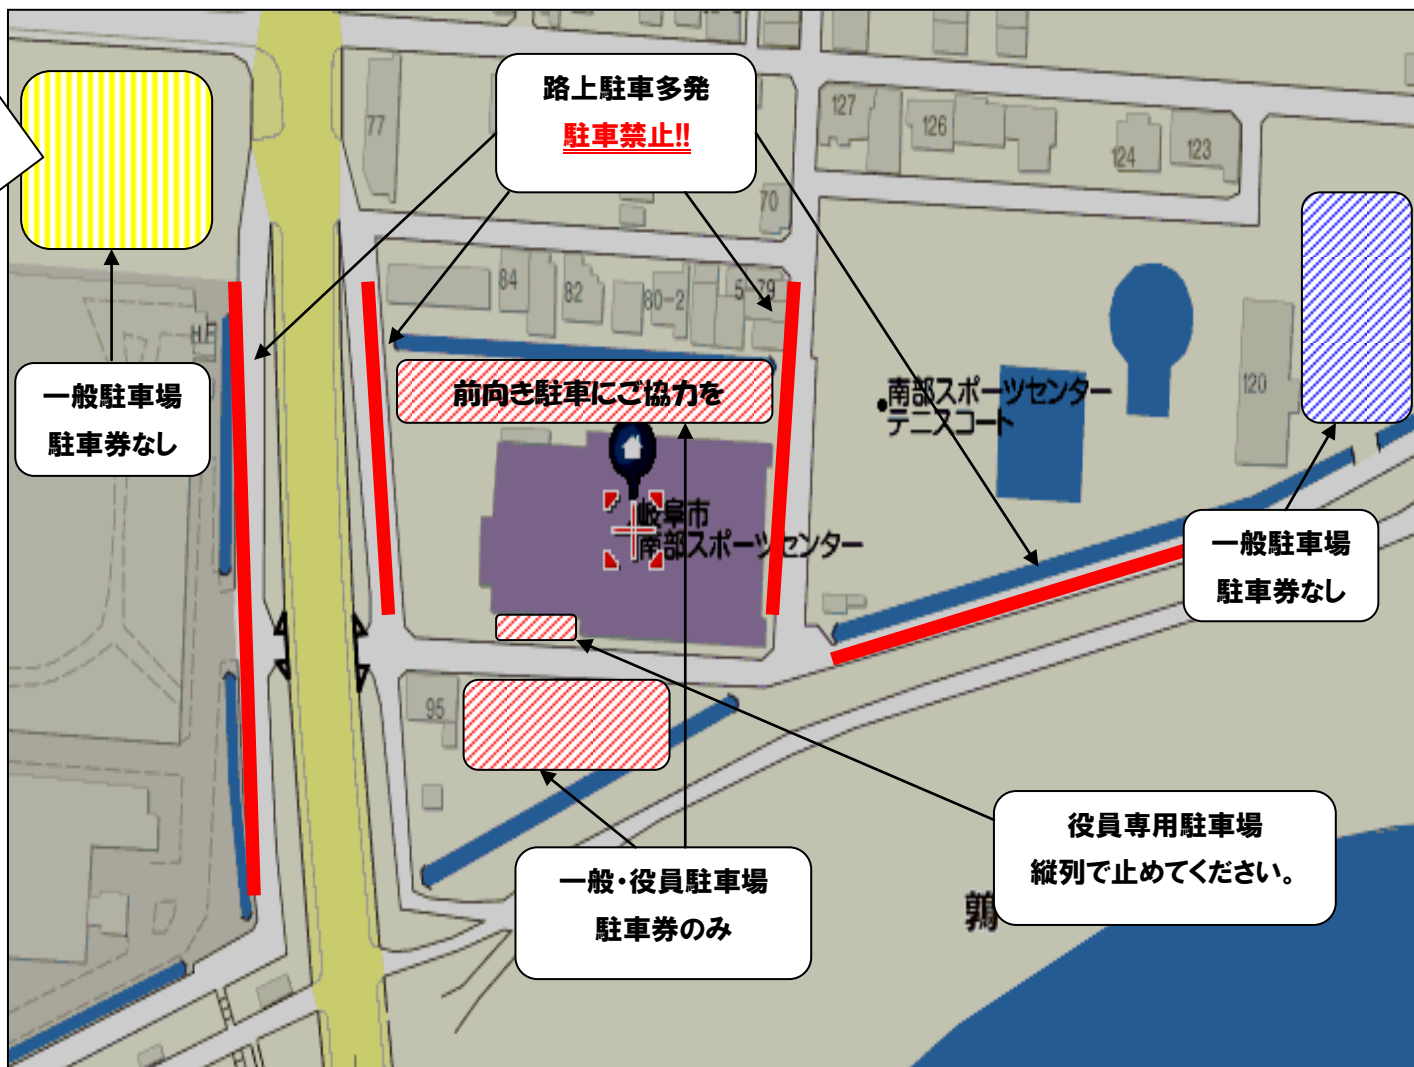 路上駐車多発
駐車禁止!!
77
127
126
124
123
70
84
82
80-2
5-79
H.F
一般駐車場
駐車券なし
前向き駐車にご協力を
南部スポーツセンター
テニスコート
120
岐阜市
南部スポーツセンター
一般駐車場
駐車券なし
95
役員専用駐車場
縦列で止めてください。
一般・役員駐車場
駐車券のみ
鶉